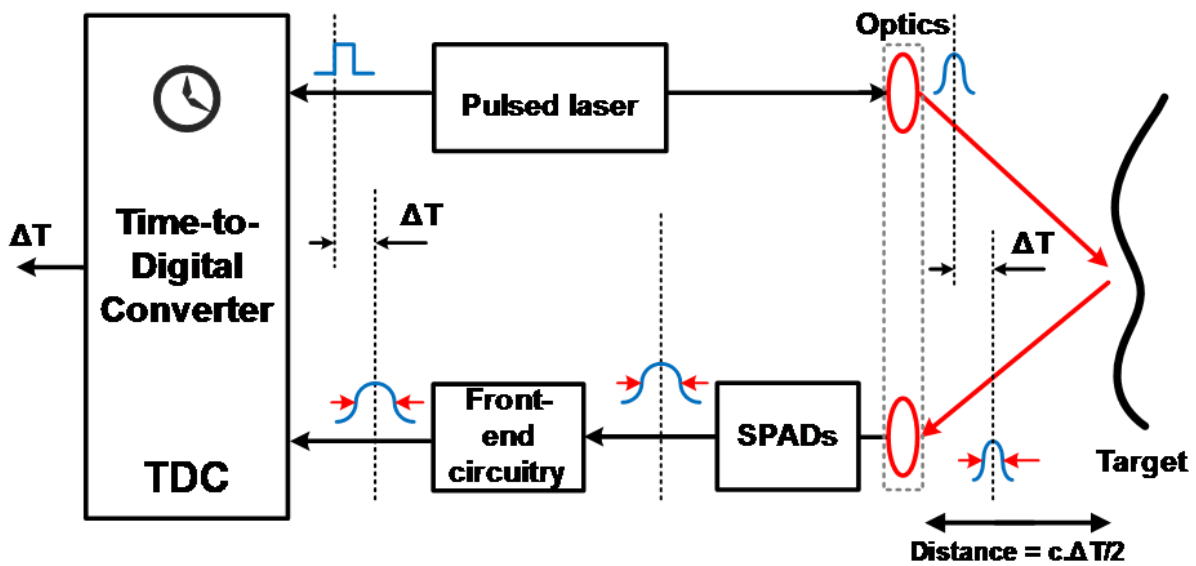 Optics
Pulsed laser
ΔT
Time-to-
Digital
Converter
ΔT
ΔT
Front-
end
circuitry
SPADs
TDC
Target
Distance = c.ΔT/2